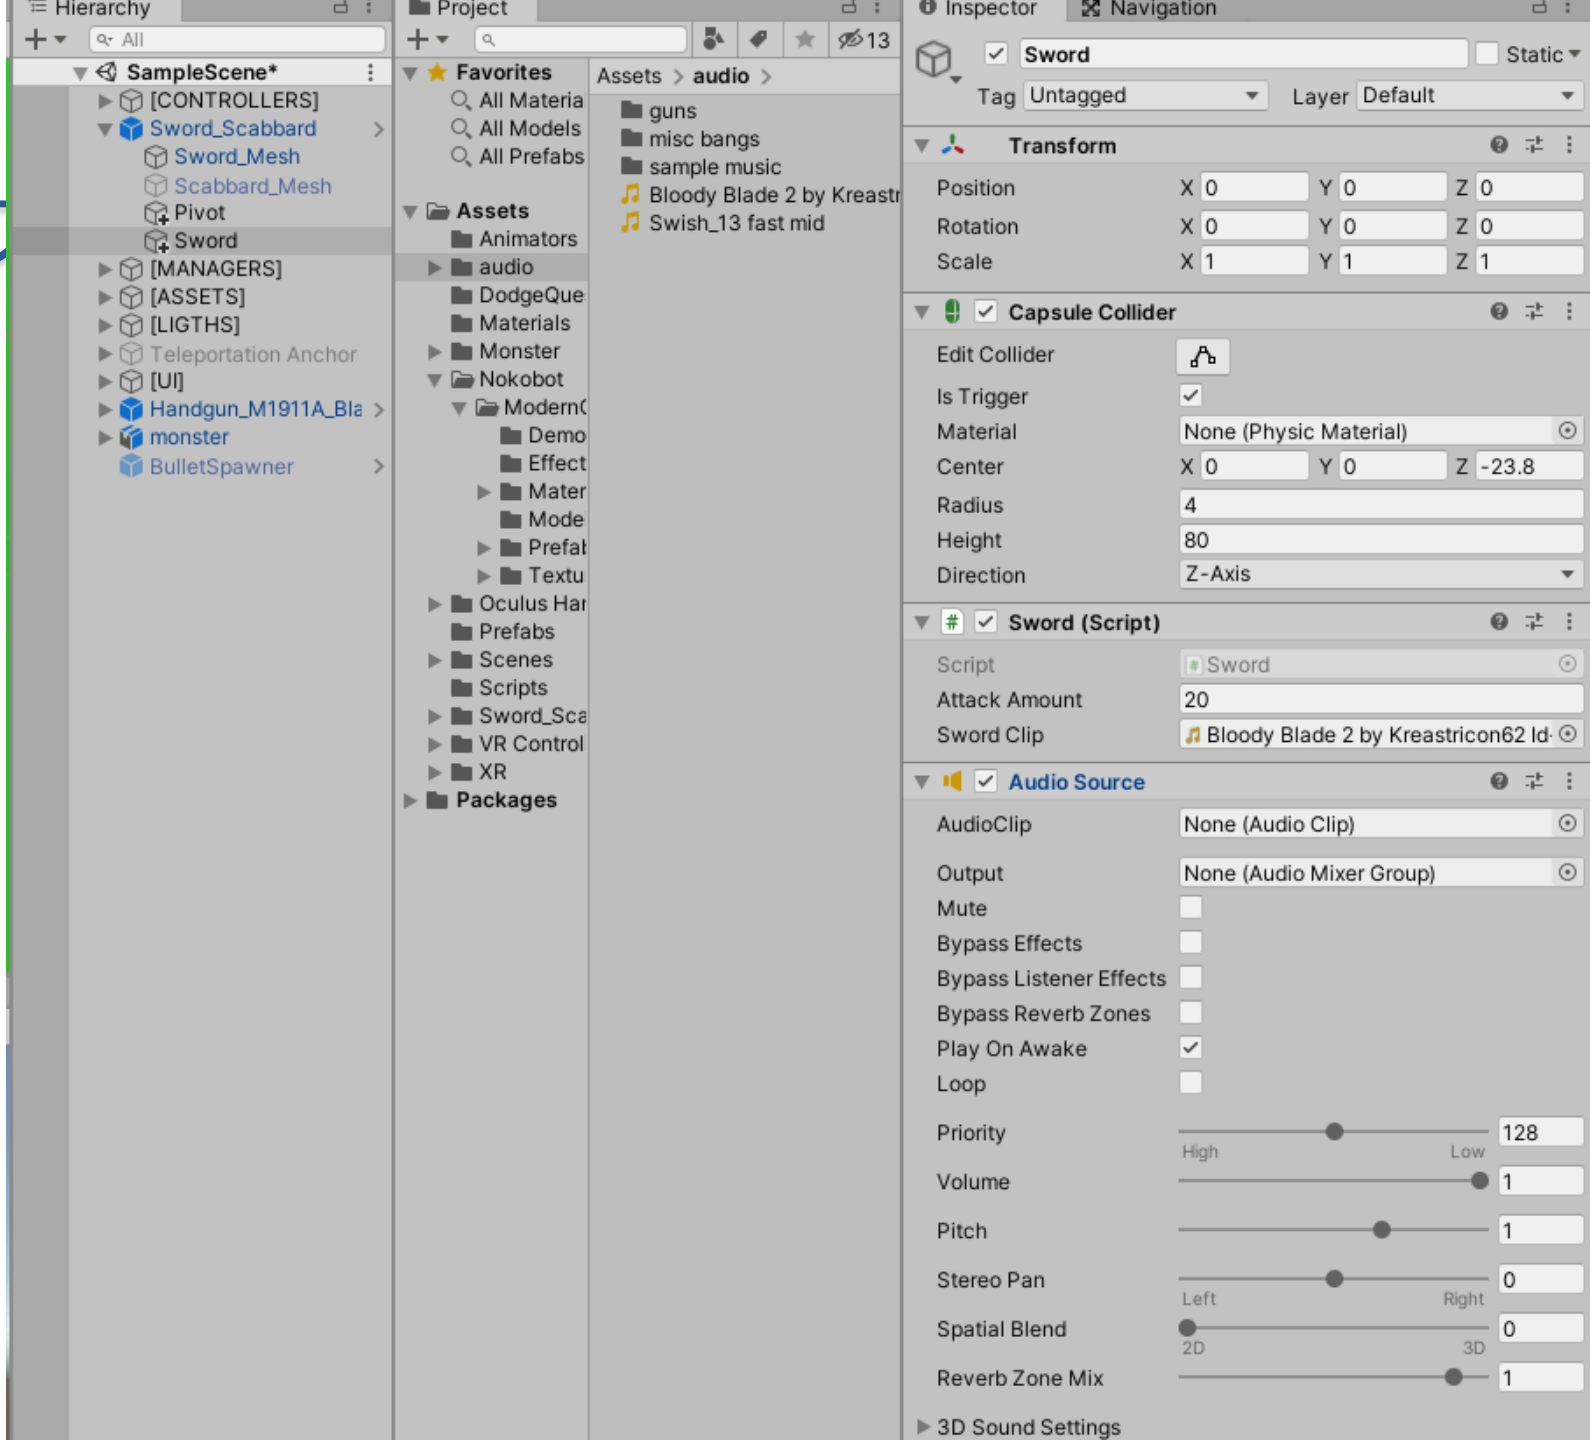 Hierarchy
All
SampleScene*
[CONTROLLERS]
Sword_Scabbard
Sword_Mesh
Scabbard_Mesh
Pivot
Sword
[MANAGERS]
[ASSETS]
[LIGTHS]
Teleportation Anchor
[UI]
Handgun_M1911A_Bla
monster
BulletSpawner
Project
13
Favorites
All Materia
All Models
All Prefabs
Assets
Animators
audio
DodgeQue
Materials
Monster
Nokobot
Modern(
Demo
Effect
Mater
Mode
Prefal
Textu
Oculus Har
Prefabs
Scenes
Scripts
Sword_Sca
VR Control
XR
Packages
Assets > audio >
guns
misc bangs
sample music
Bloody Blade 2 by Kreastr
Swish_13 fast mid
Inspector
Navigation
Sword
Static
Tag Untagged Layer Default
Transform
Position X 0 Y 0 Z 0
Rotation X 0 Y 0 Z 0
Scale X 1 Y 1 Z 1
Capsule Collider
Edit Collider
Is Trigger
Material None (Physic Material)
Center X 0 Y 0 Z -23.8
Radius 4
Height 80
Direction Z-Axis
Sword (Script)
Script Sword
Attack Amount 20
Sword Clip Bloody Blade 2 by Kreastricon62 Id-
Audio Source
AudioClip None (Audio Clip)
Output None (Audio Mixer Group)
Mute
Bypass Effects
Bypass Listener Effects
Bypass Reverb Zones
Play On Awake
Loop
Priority 128
High Low
Volume 1
Pitch 1
Stereo Pan 0
Left Right
Spatial Blend 0
2D 3D
Reverb Zone Mix 1
3D Sound Settings